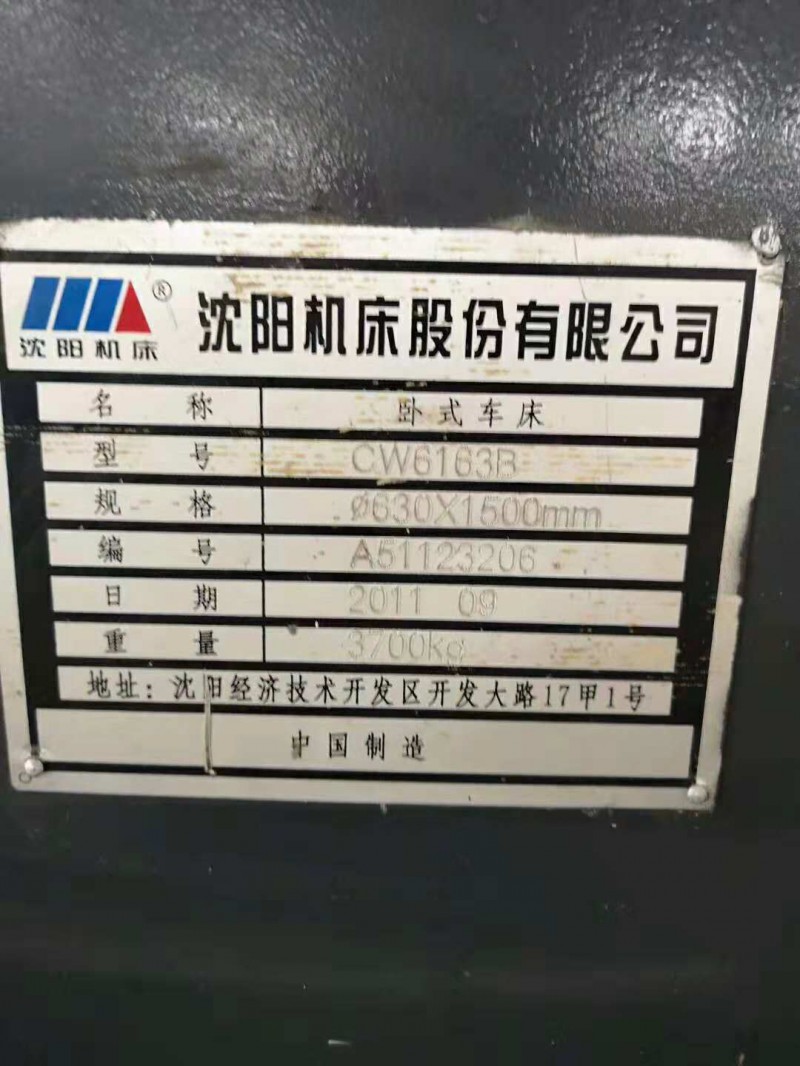 沈阳机床® 沈阳机床股份有限公司
名 称 卧式车床
型 号 CW6163B
规 格 Ø630X1500mm
编 号 A51123206
日 期 2011 09
重 量 3700kg
地址：沈阳经济技术开发区开发大路17甲1号
中国制造